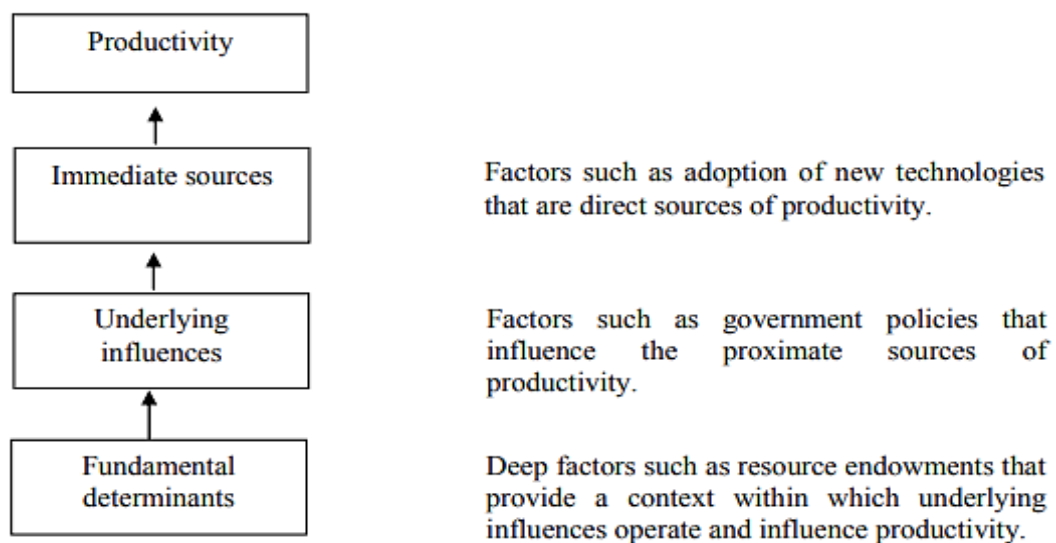 Productivity
Immediate sources
Factors such as adoption of new technologies
that are direct sources of productivity.
Underlying
influences
Factors such as government policies that
influence the proximate sources of
productivity.
Fundamental
determinants
Deep factors such as resource endowments that
provide a context within which underlying
influences operate and influence productivity.